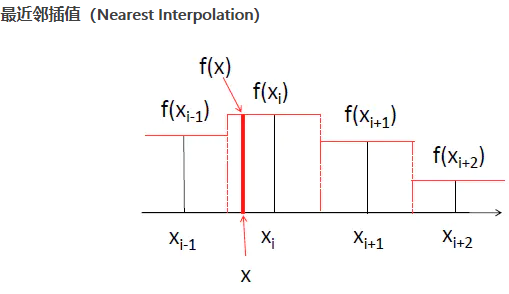 最近邻插值（Nearest Interpolation）
f(x)
f(xi-1)
f(xi)
f(xi+1)
f(xi+2)
xi-1
xi
xi+1
xi+2
x